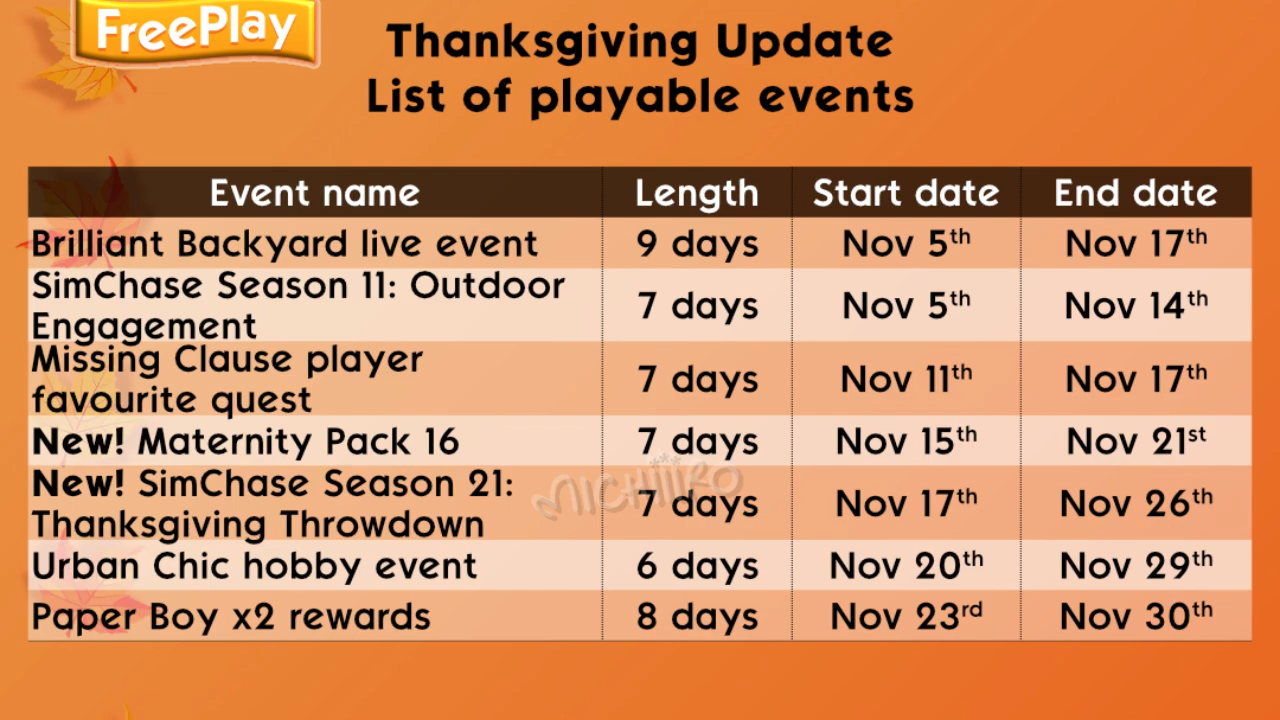 FreePlay
Thanksgiving Update
List of playable events
Event name Length Start date End date
Brilliant Backyard live event 9 days Nov 5th Nov 17th
SimChase Season 11: Outdoor
Engagement 7 days Nov 5th Nov 14th
Missing Clause player
favourite quest 7 days Nov 11th Nov 17th
New! Maternity Pack 16 7 days Nov 15th Nov 21st
New! SimChase Season 21:
Thanksgiving Throwdown 7 days Nov 17th Nov 26th
MICHIIIRO
Urban Chic hobby event 6 days Nov 20th Nov 29th
Paper Boy x2 rewards 8 days Nov 23rd Nov 30th